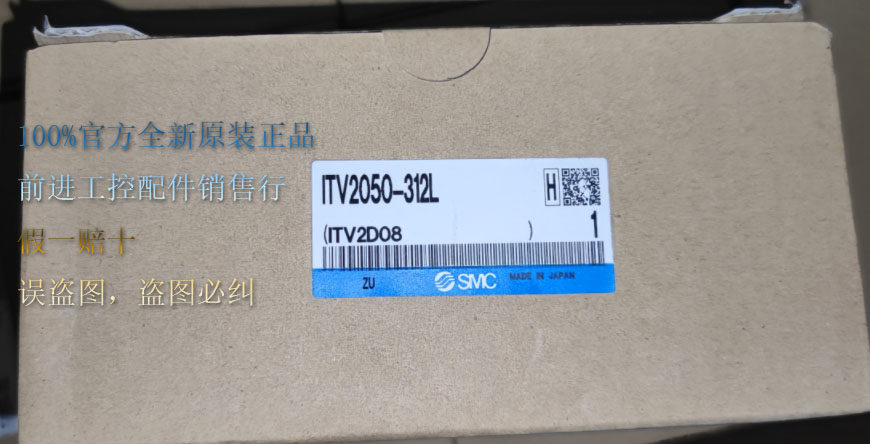 100%官方全新原装正品
前进工控配件销售行
假一赔十
误盗图，盗图必纠
ITV2050-312L
H
(ITV2D08 )
1
ZU
SMC
MADE IN JAPAN